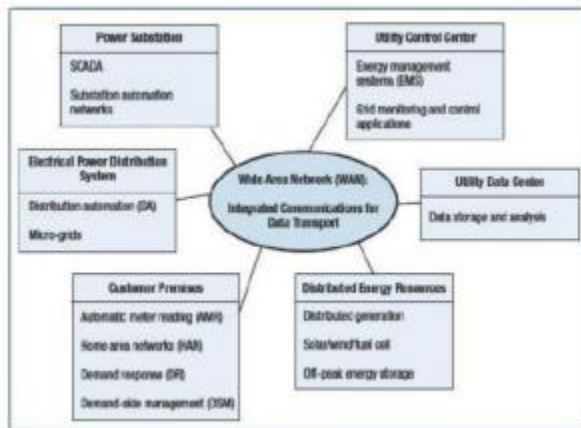 Power Substation
SCADA
Substation automation
networks
Utility Control Center
Energy management
systems (EMS)
Grid monitoring and control
applications
Electrical Power Distribution
System
Distribution automation (DA)
Micro-grids
Wide Area Network (WAN):
Integrated Communications for
Data Transport
Utility Data Center
Data storage and analysis
Customer Premises
Automatic meter reading (AMR)
Home area networks (HAN)
Demand response (DR)
Demand-side management (DSM)
Distributed Energy Resources
Distributed generation
Solar/wind/fuel cell
Off-peak energy storage